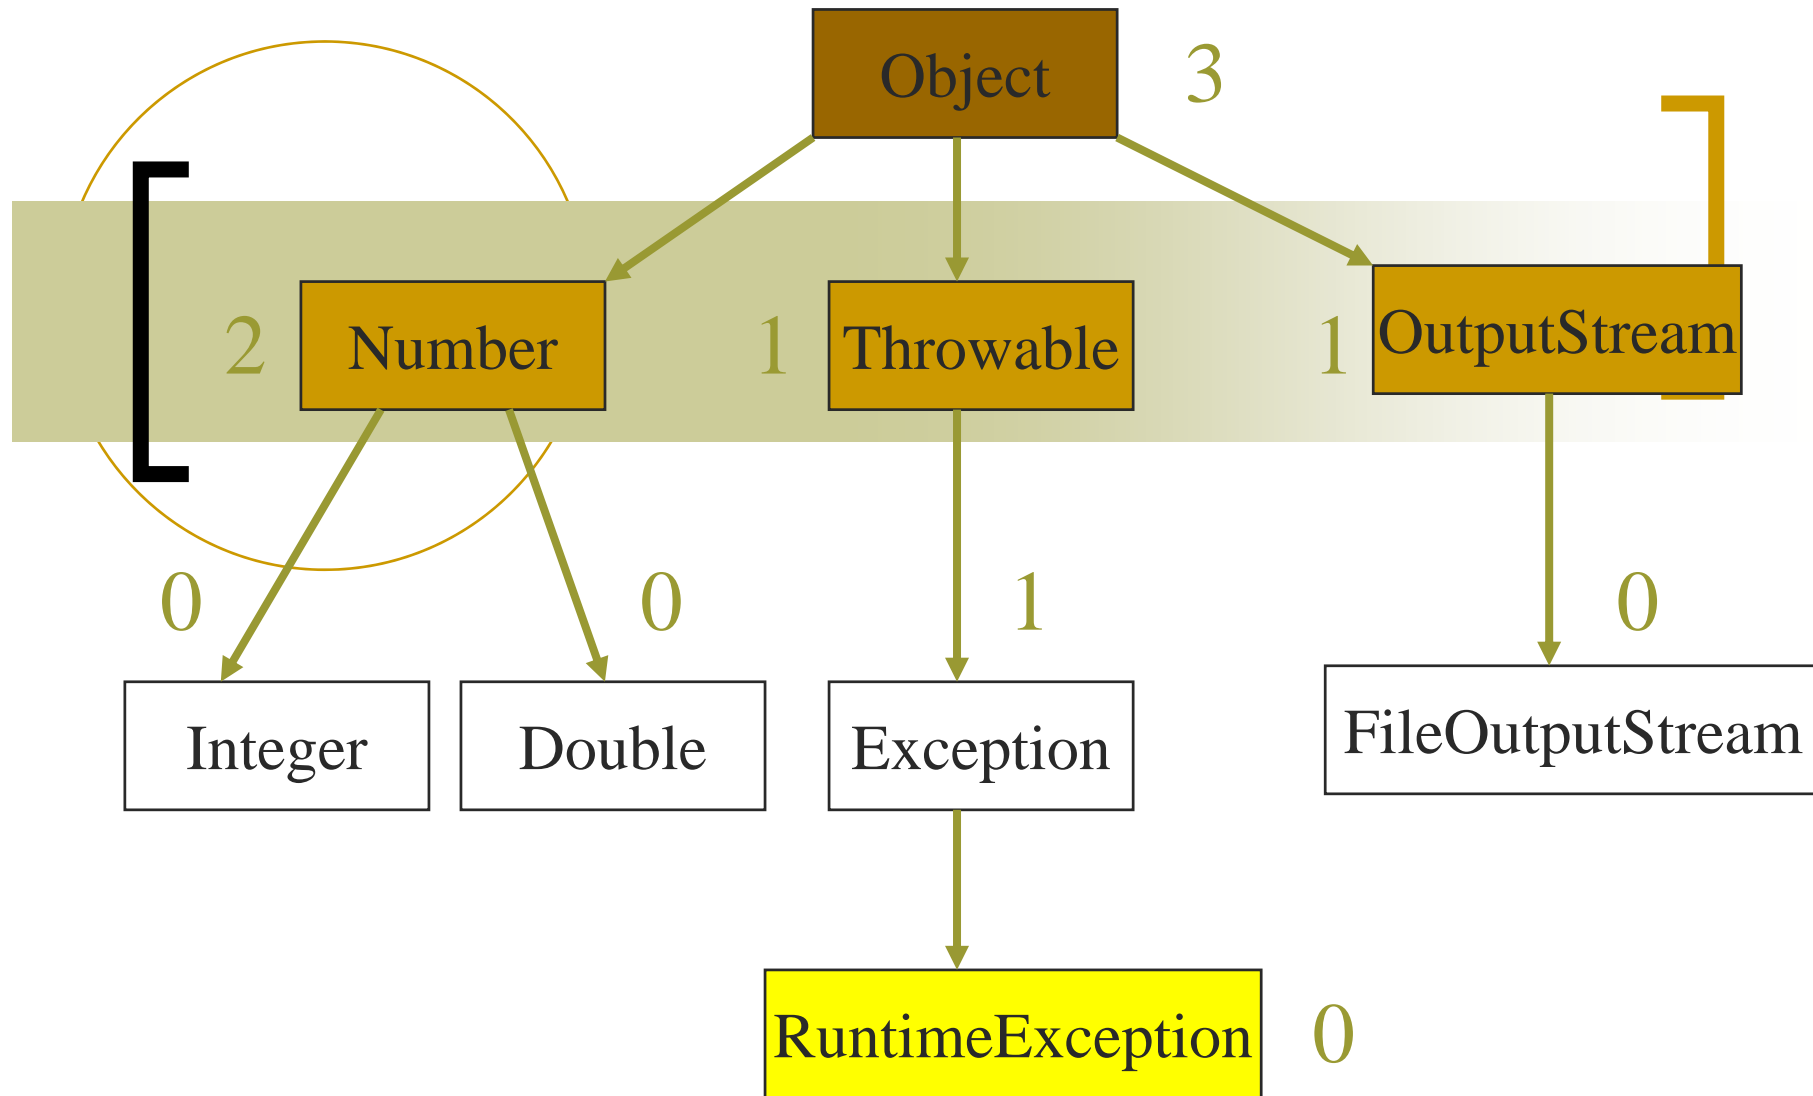 Object 3
2 Number 1 Throwable 1 OutputStream
0 0 1 0
Integer Double Exception FileOutputStream
RuntimeException 0